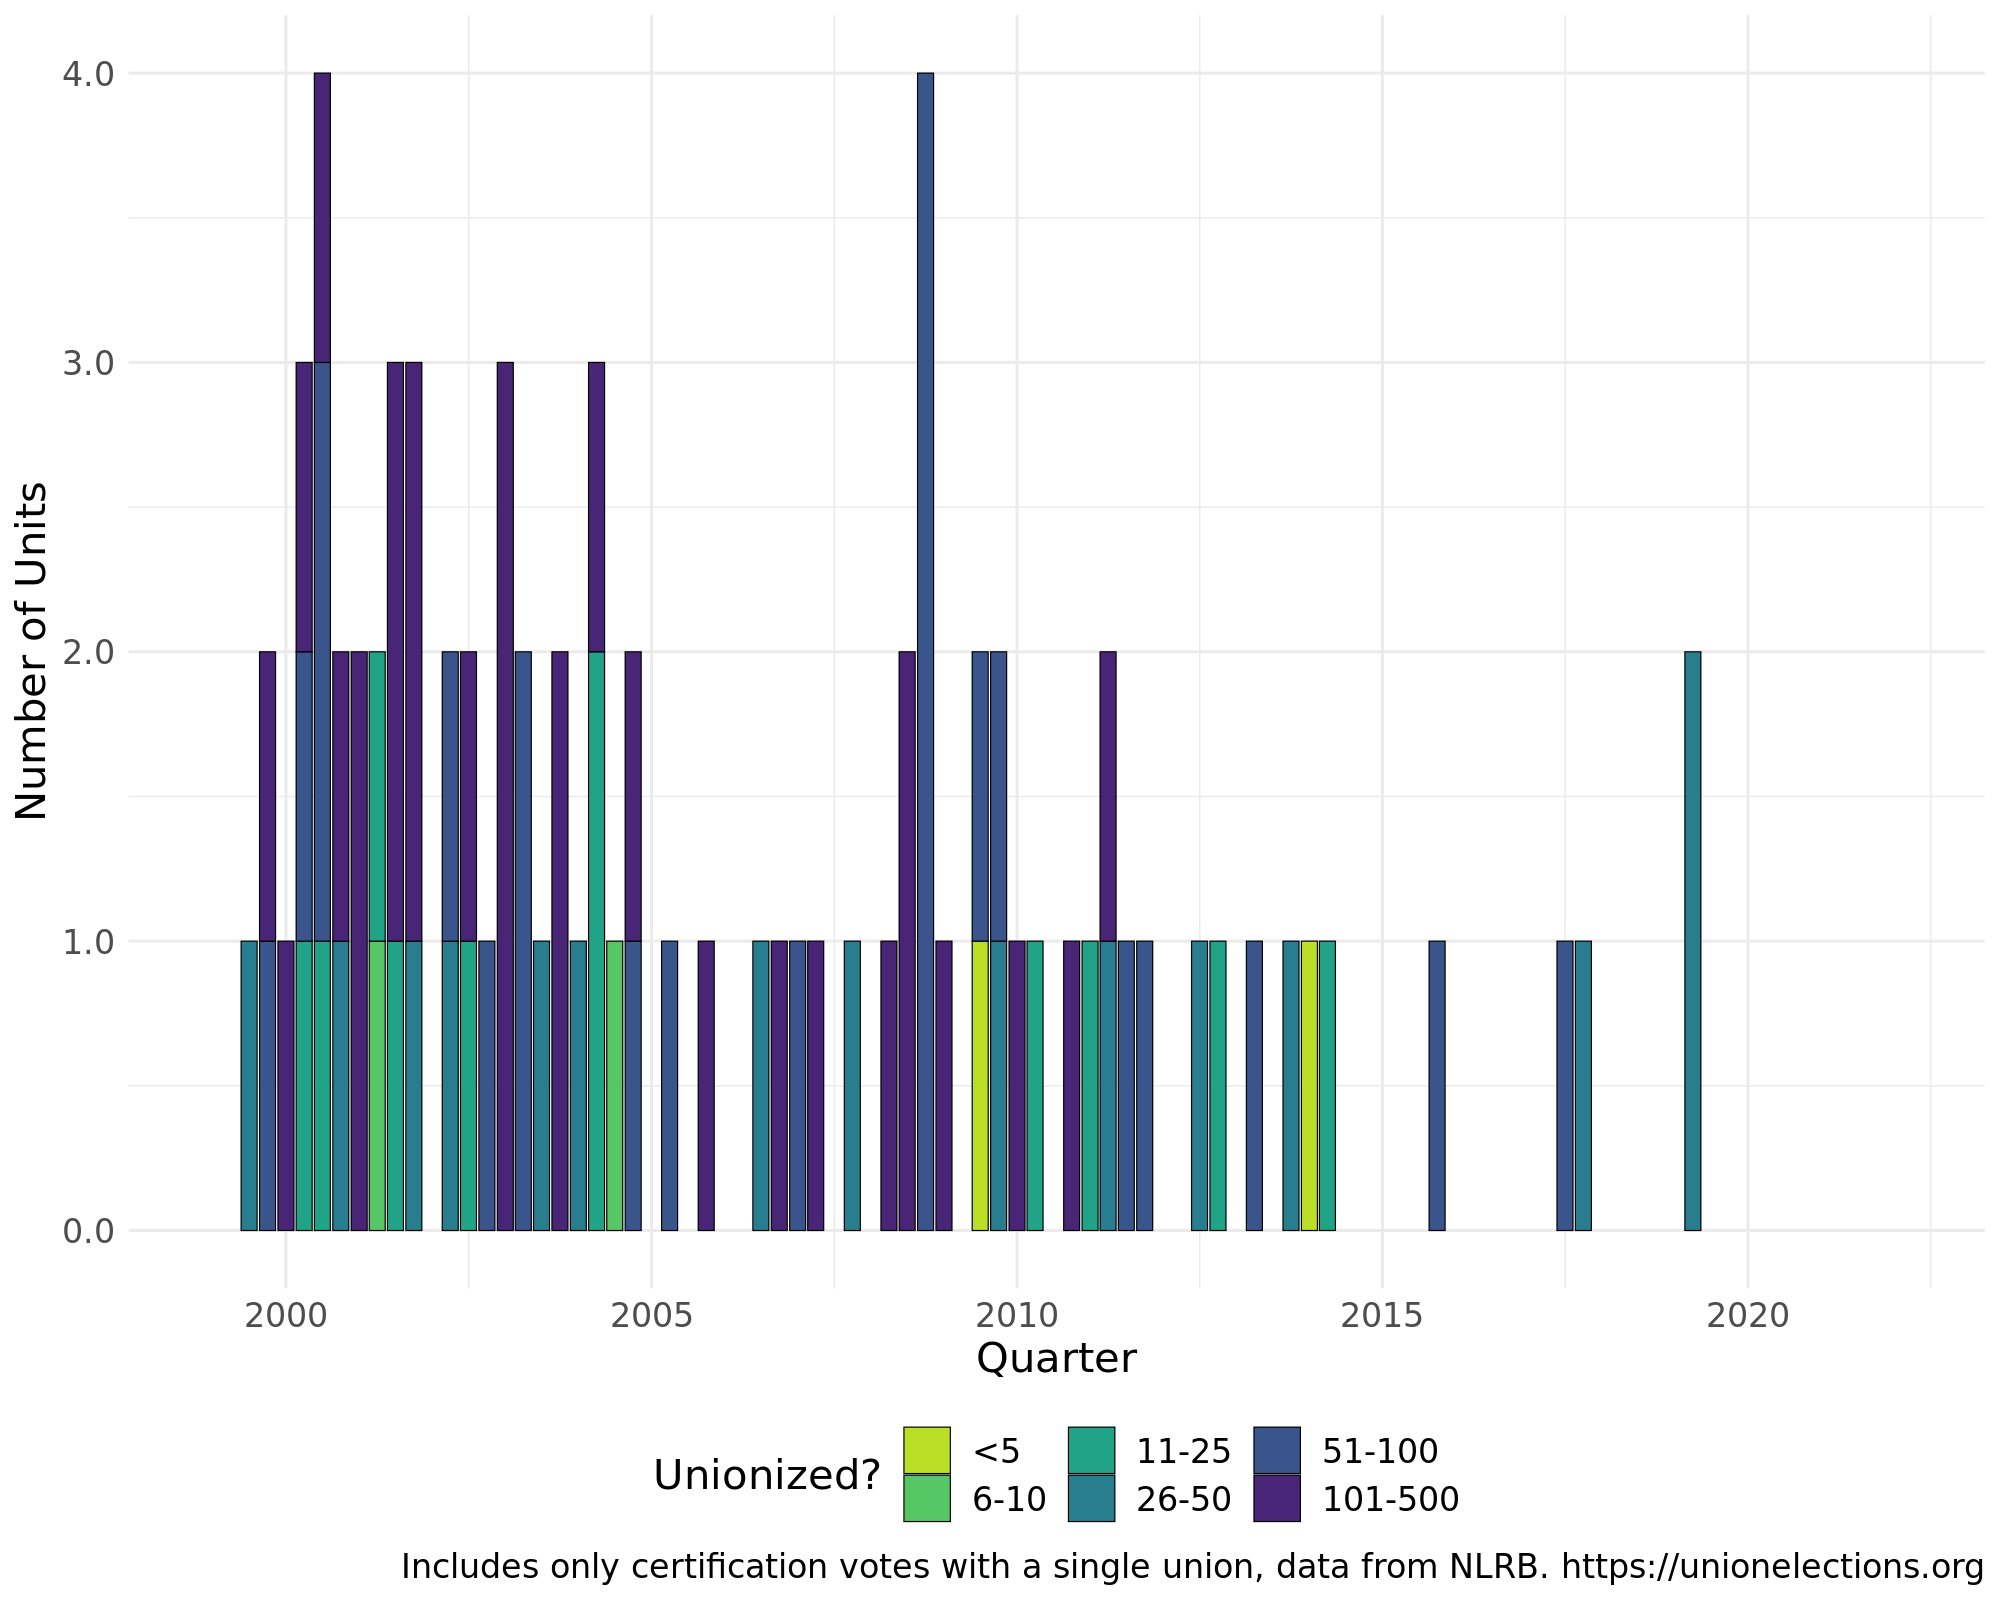 4.0
3.0
2.0
1.0
0.0
Number of Units
2000 2005 2010 2015 2020
Quarter
Unionized?
<5 11-25 51-100
6-10 26-50 101-500
Includes only certification votes with a single union, data from NLRB. https://unionelections.org